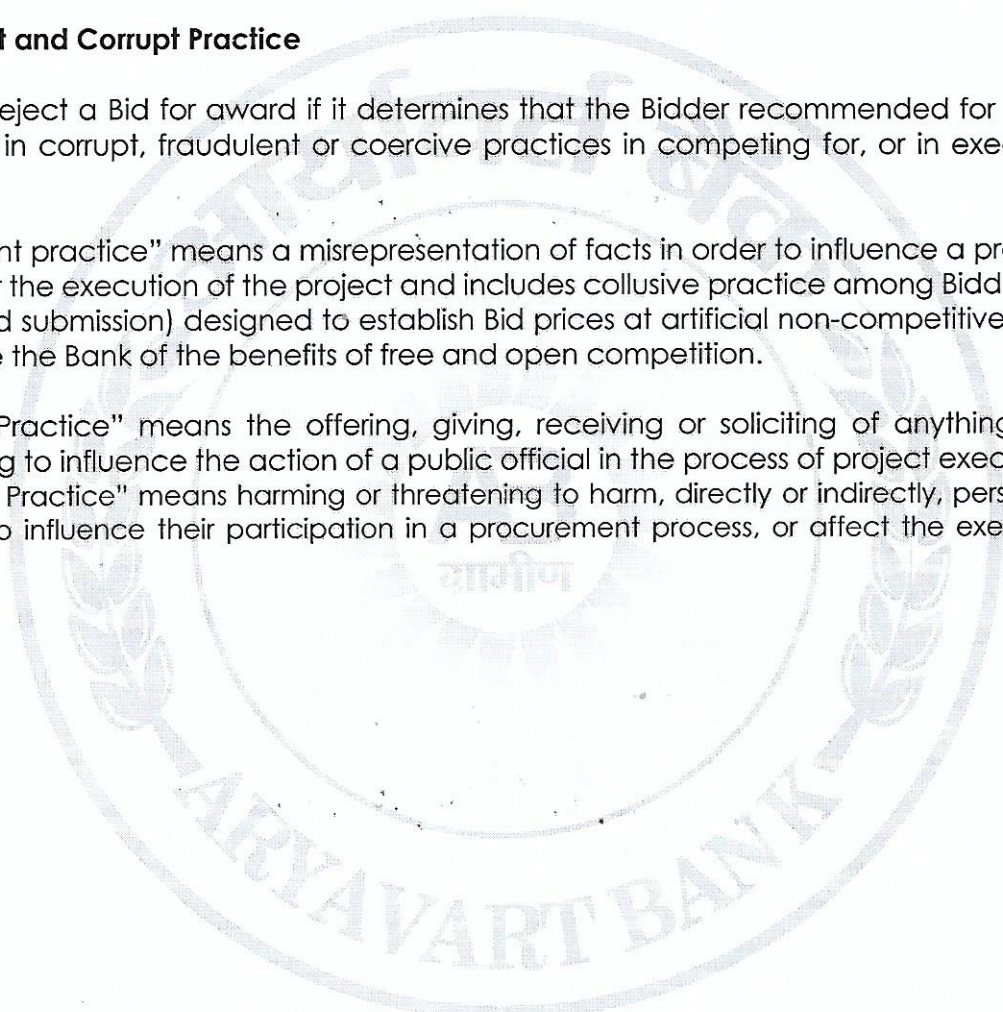 t and Corrupt Practice
eject a Bid for award if it determines that the Bidder recommended for
in corrupt, fraudulent or coercive practices in competing for, or in exe
nt practice" means a misrepresentation of facts in order to influence a pr
the execution of the project and includes collusive practice among Bidd
d submission) designed to establish Bid prices at artificial non-competitive
e the Bank of the benefits of free and open competition.
Practice" means the offering, giving, receiving or soliciting of anything
g to influence the action of a public official in the process of project exec
Practice" means harming or threatening to harm, directly or indirectly, pers
o influence their participation in a procurement process, or affect the exe
आर्यावर्त बैंक
ग्रामीण
ARYAVART BANK